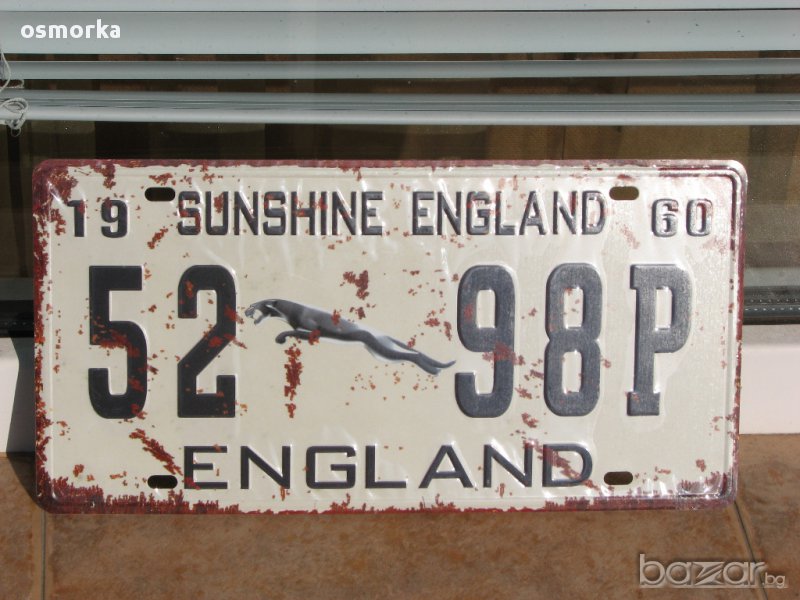 osmorka
19 SUNSHINE ENGLAND 60
52 98P
ENGLAND
bazar.bg